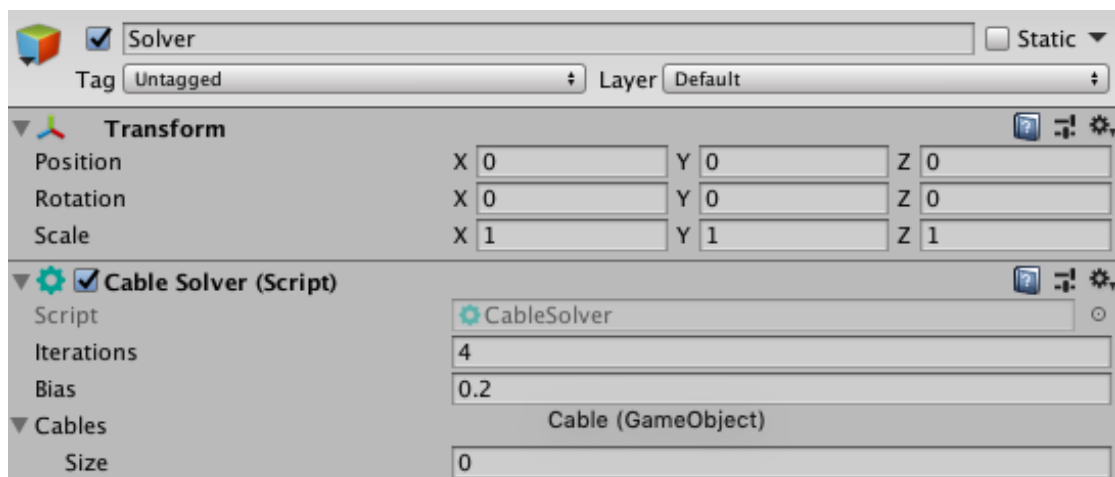 Solver Static
Tag Untagged Layer Default
Transform
Position X 0 Y 0 Z 0
Rotation X 0 Y 0 Z 0
Scale X 1 Y 1 Z 1
Cable Solver (Script)
Script CableSolver
Iterations 4
Bias 0.2
Cables Cable (GameObject)
Size 0